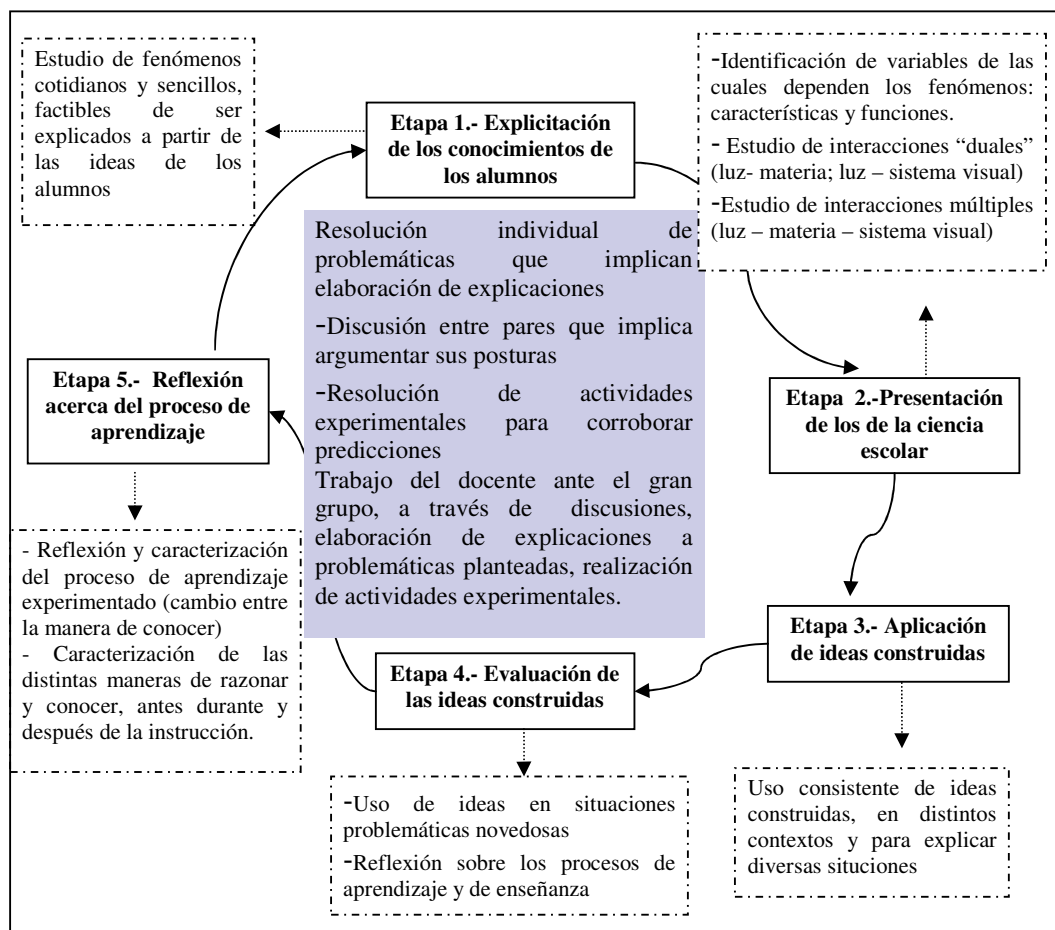 Estudio de fenómenos
cotidianos y sencillos,
factibles de ser
explicados a partir de
las ideas de los
alumnos
Etapa 1.- Explicitación
de los conocimientos de
los alumnos
-Identificación de variables de las
cuales dependen los fenómenos:
características y funciones.
- Estudio de interacciones “duales”
(luz- materia; luz – sistema visual)
-Estudio de interacciones múltiples
(luz – materia – sistema visual)
Resolución individual de
problemáticas que implican
elaboración de explicaciones
-Discusión entre pares que implica
argumentar sus posturas
-Resolución de actividades
experimentales para corroborar
predicciones
Trabajo del docente ante el gran
grupo, a través de discusiones,
elaboración de explicaciones a
problemáticas planteadas, realización
de actividades experimentales.
Etapa 5.- Reflexión
acerca del proceso de
aprendizaje
Etapa 2.-Presentación
de los de la ciencia
escolar
- Reflexión y caracterización
del proceso de aprendizaje
experimentado (cambio entre
la manera de conocer)
- Caracterización de las
distintas maneras de razonar
y conocer, antes durante y
después de la instrucción.
Etapa 3.- Aplicación
de ideas construidas
Etapa 4.- Evaluación de
las ideas construidas
-Uso de ideas en situaciones
problemáticas novedosas
-Reflexión sobre los procesos de
aprendizaje y de enseñanza
Uso consistente de ideas
construidas, en distintos
contextos y para explicar
diversas situciones